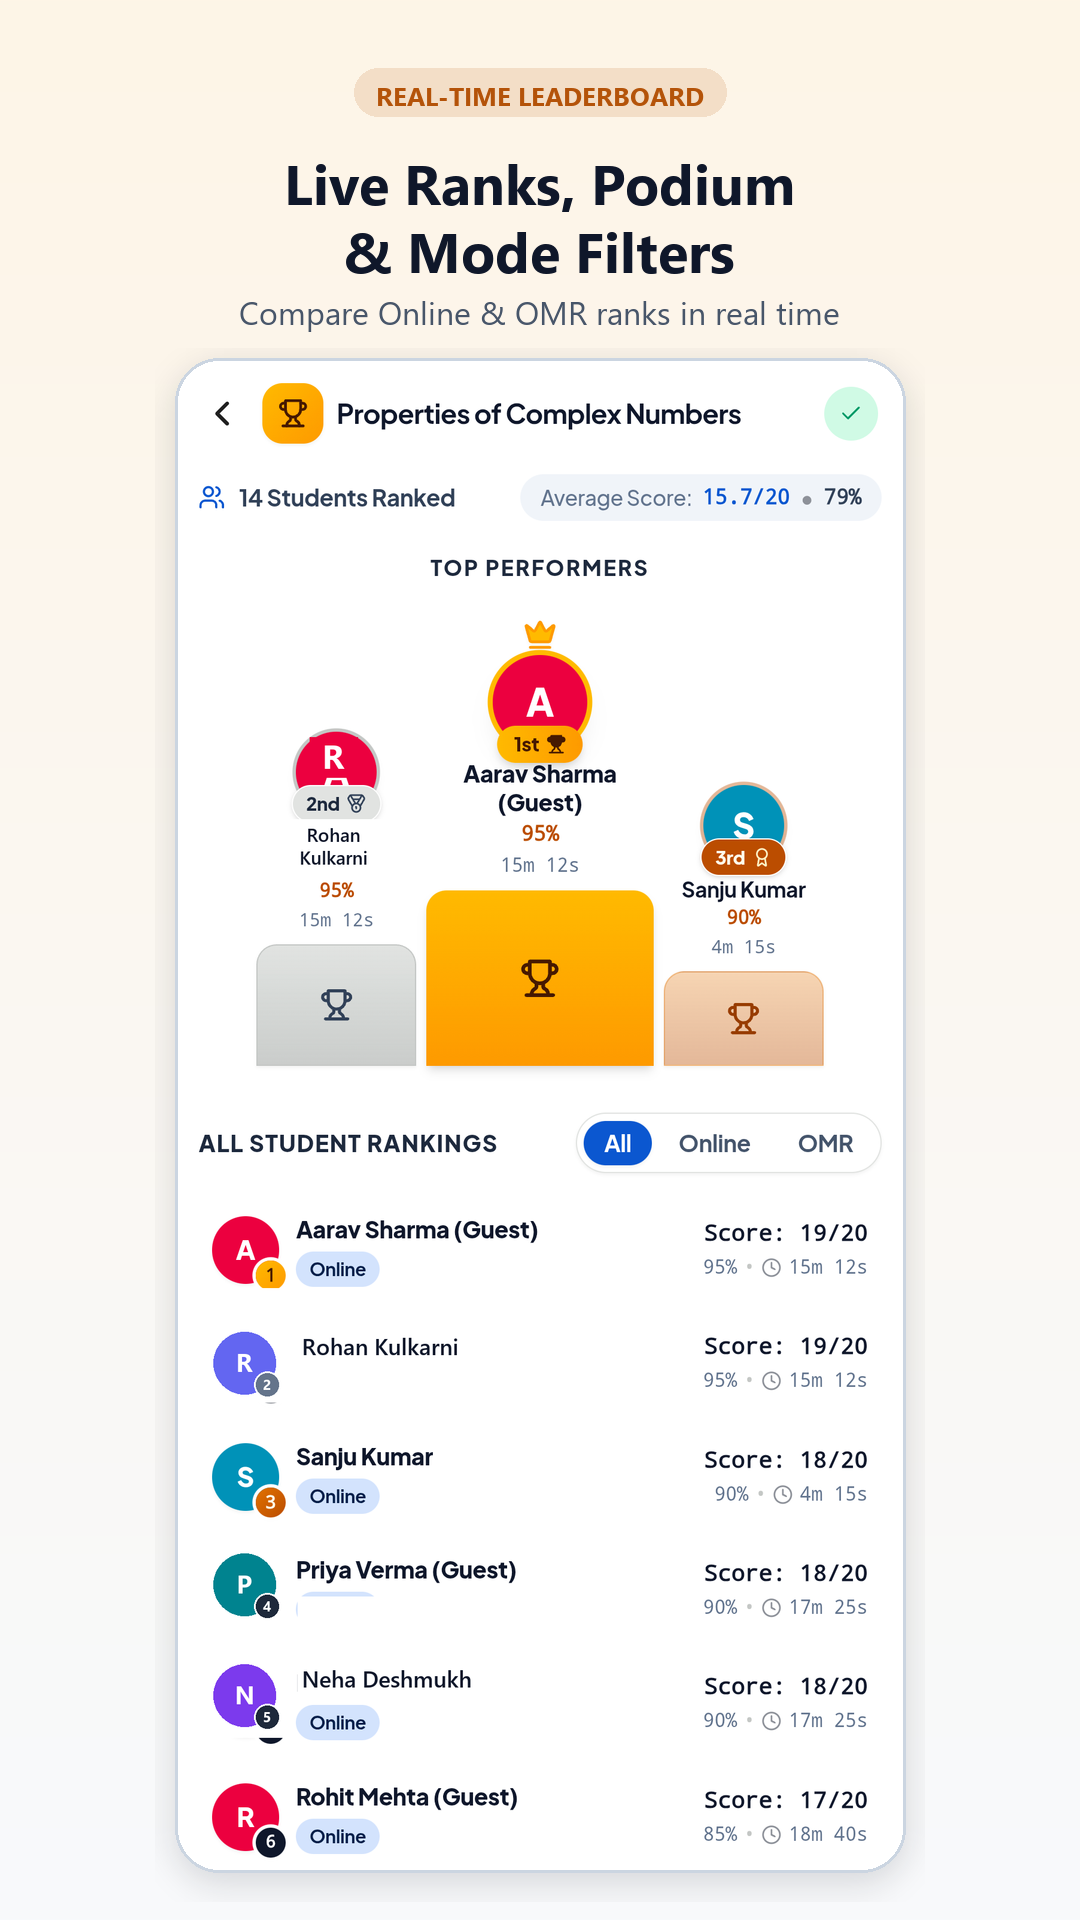 REAL-TIME LEADERBOARD
Live Ranks, Podium
& Mode Filters
Compare Online & OMR ranks in real time
Properties of Complex Numbers
14 Students Ranked
Average Score: 15.7/20 • 79%
TOP PERFORMERS
A
1st
Aarav Sharma
(Guest)
95%
15m 12s
R
2nd
Rohan
Kulkarni
95%
15m 12s
S
3rd
Sanju Kumar
90%
4m 15s
ALL STUDENT RANKINGS
All Online OMR
A 1 Aarav Sharma (Guest) Score: 19/20
Online 95% • 15m 12s
R 2 Rohan Kulkarni Score: 19/20
95% • 15m 12s
S 3 Sanju Kumar Score: 18/20
Online 90% • 4m 15s
P 4 Priya Verma (Guest) Score: 18/20
90% • 17m 25s
N 5 Neha Deshmukh Score: 18/20
Online 90% • 17m 25s
R 6 Rohit Mehta (Guest) Score: 17/20
Online 85% • 18m 40s